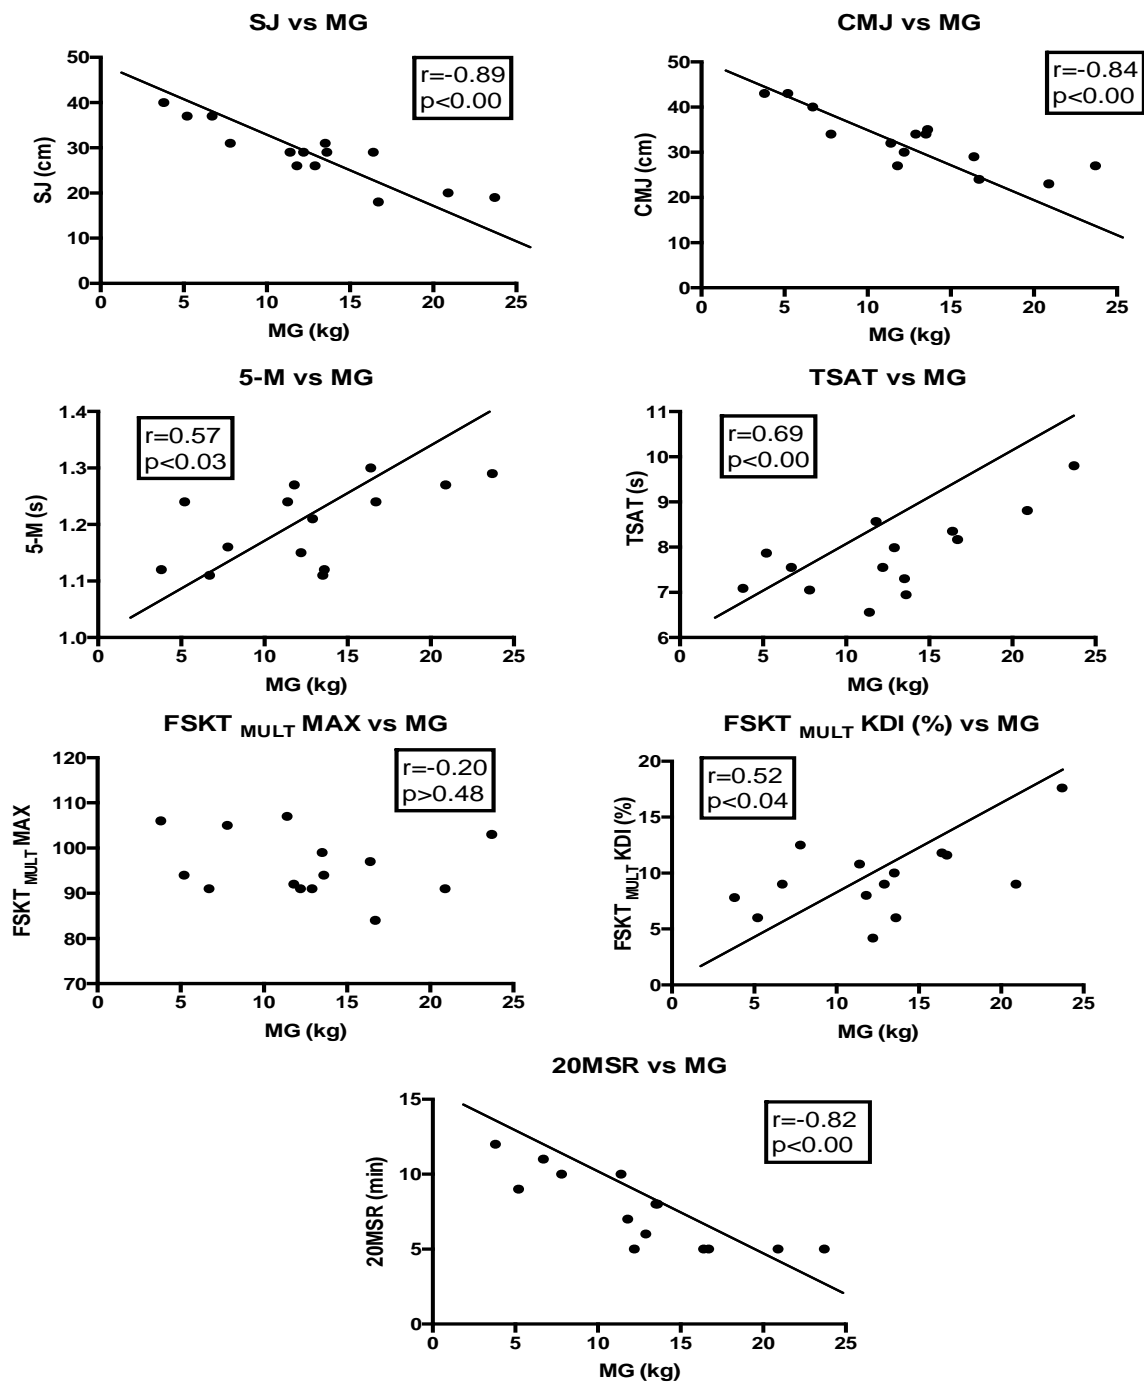 SJ vs MG
50
40
30
20
10
0
SJ (cm)
r=-0.89
p<0.00
0 5 10 15 20 25
MG (kg)
CMJ vs MG
50
40
30
20
10
0
CMJ (cm)
r=-0.84
p<0.00
0 5 10 15 20 25
MG (kg)
5-M vs MG
1.4
1.3
1.2
1.1
1.0
5-M (s)
r=0.57
p<0.03
0 5 10 15 20 25
MG (kg)
TSAT vs MG
11
10
9
8
7
6
TSAT (s)
r=0.69
p<0.00
0 5 10 15 20 25
MG (kg)
FSKT MULT MAX vs MG
120
110
100
90
80
70
FSKT MULT MAX
r=-0.20
p>0.48
0 5 10 15 20 25
MG (kg)
FSKT MULT KDI (%) vs MG
20
15
10
5
0
FSKT MULT KDI (%)
r=0.52
p<0.04
0 5 10 15 20 25
MG (kg)
20MSR vs MG
15
10
5
0
20MSR (min)
r=-0.82
p<0.00
0 5 10 15 20 25
MG (kg)